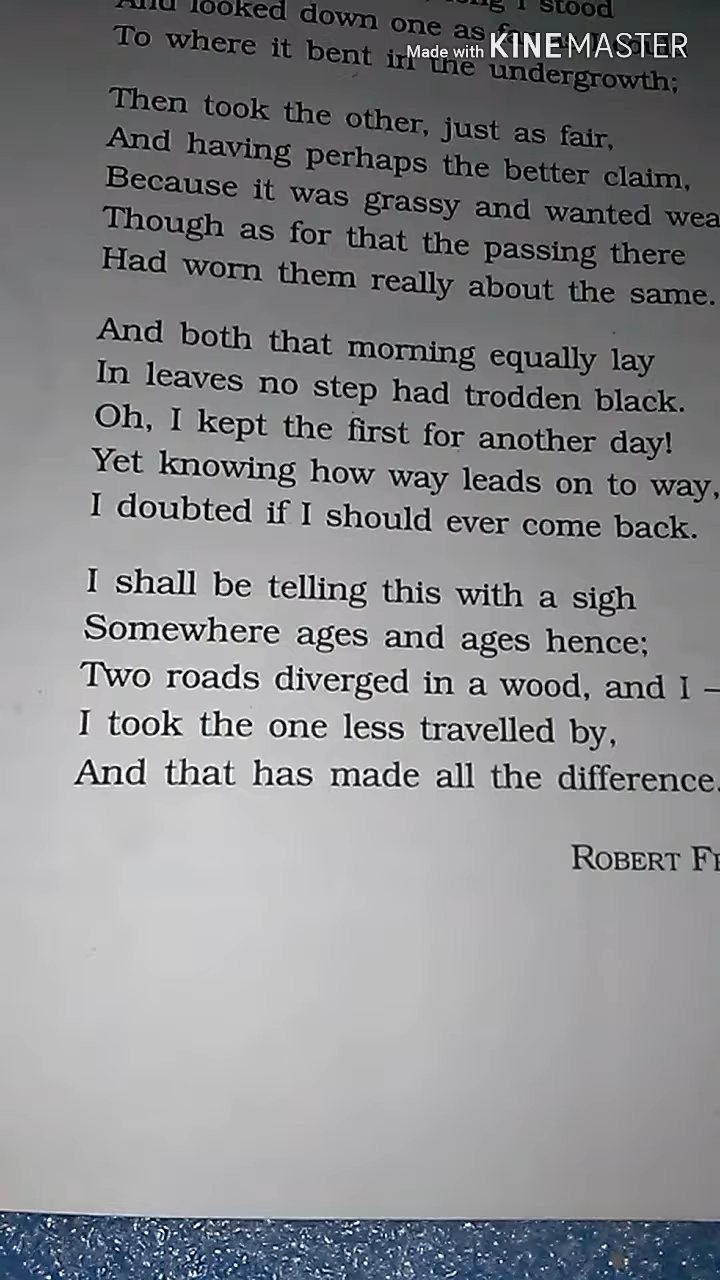 I stood
And looked down one as
Made with KINEMASTER
To where it bent in the undergrowth;
Then took the other, just as fair,
And having perhaps the better claim,
Because it was grassy and wanted wea
Though as for that the passing there
Had worn them really about the same.
And both that morning equally lay
In leaves no step had trodden black.
Oh, I kept the first for another day!
Yet knowing how way leads on to way,
I doubted if I should ever come back.
I shall be telling this with a sigh
Somewhere ages and ages hence;
Two roads diverged in a wood, and I –
I took the one less travelled by,
And that has made all the difference.
ROBERT FR